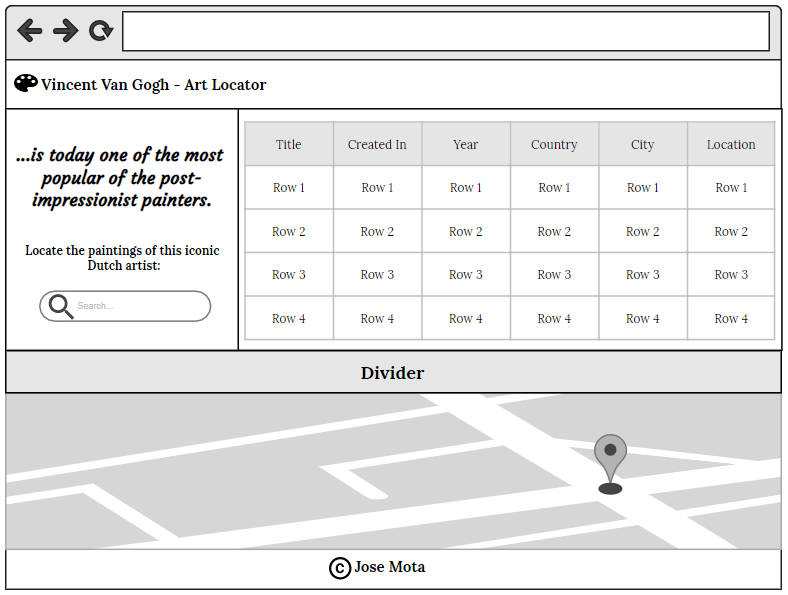 Vincent Van Gogh - Art Locator
...is today one of the most
popular of the post-
impressionist painters.
Locate the paintings of this iconic
Dutch artist:
Search...
Title Created In Year Country City Location
Row 1 Row 1 Row 1 Row 1 Row 1 Row 1
Row 2 Row 2 Row 2 Row 2 Row 2 Row 2
Row 3 Row 3 Row 3 Row 3 Row 3 Row 3
Row 4 Row 4 Row 4 Row 4 Row 4 Row 4
Divider
© Jose Mota